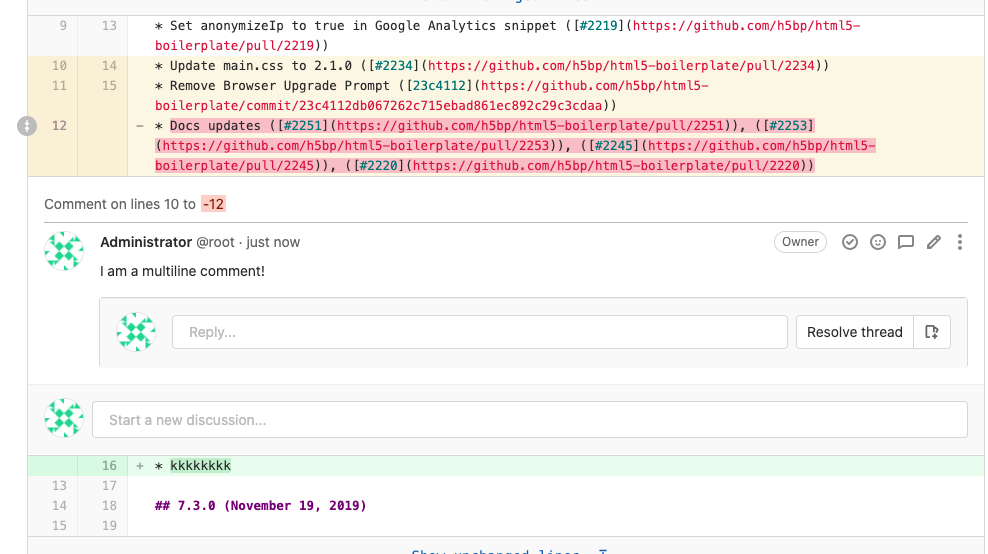 9 13 * Set anonymizeIp to true in Google Analytics snippet ([#2219](https://github.com/h5bp/html5-
boilerplate/pull/2219))
10 14 * Update main.css to 2.1.0 ([#2234](https://github.com/h5bp/html5-boilerplate/pull/2234))
11 15 * Remove Browser Upgrade Prompt ([23c4112](https://github.com/h5bp/html5-
boilerplate/commit/23c4112db067262c715ebad861ec892c29c3cdaa))
12 - * Docs updates ([#2251](https://github.com/h5bp/html5-boilerplate/pull/2251)), ([#2253]
(https://github.com/h5bp/html5-boilerplate/pull/2253)), ([#2245](https://github.com/h5bp/html5-
boilerplate/pull/2245)), ([#2220](https://github.com/h5bp/html5-boilerplate/pull/2220))
Comment on lines 10 to -12
Administrator @root · just now Owner
I am a multiline comment!
Reply... Resolve thread
Start a new discussion...
16 + * kkkkkkkk
13 17
14 18 ## 7.3.0 (November 19, 2019)
15 19
Show unchanged lines